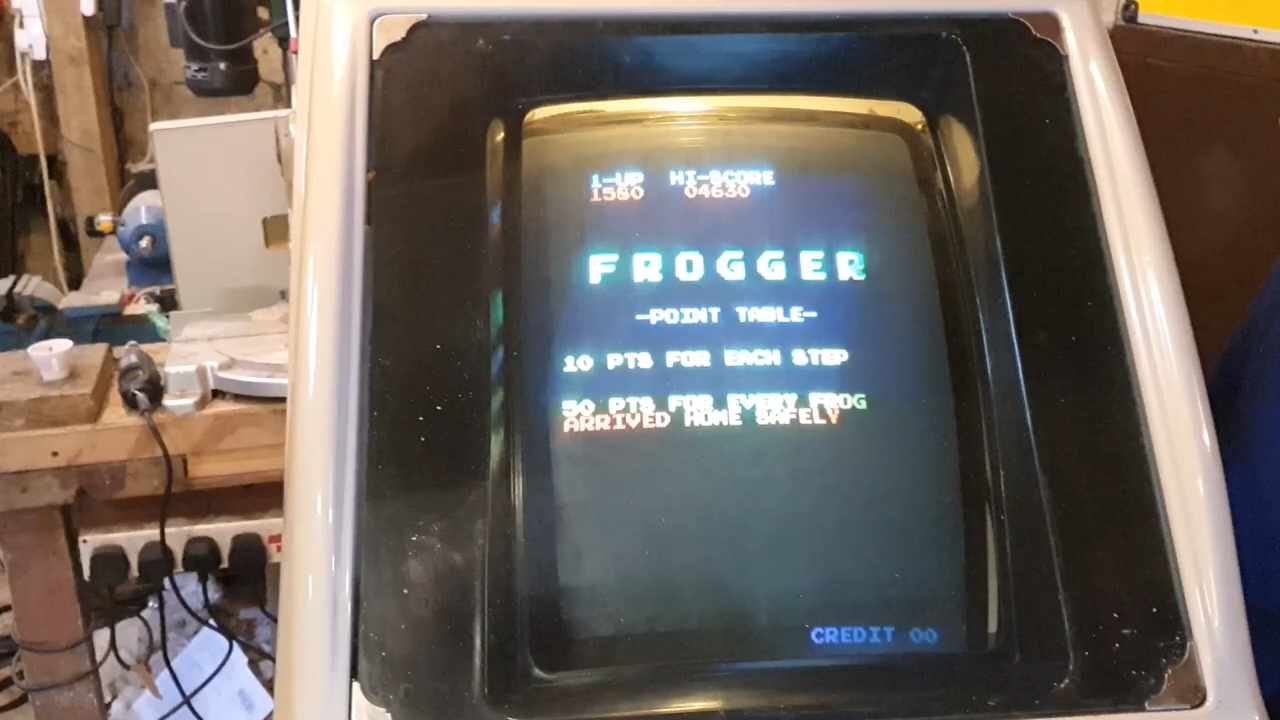 1-UP HI-SCORE
1580 04630
FROGGER
-POINT TABLE-
10 PTS FOR EACH STEP
50 PTS FOR EVERY FROG
ARRIVED HOME SAFELY
CREDIT 00